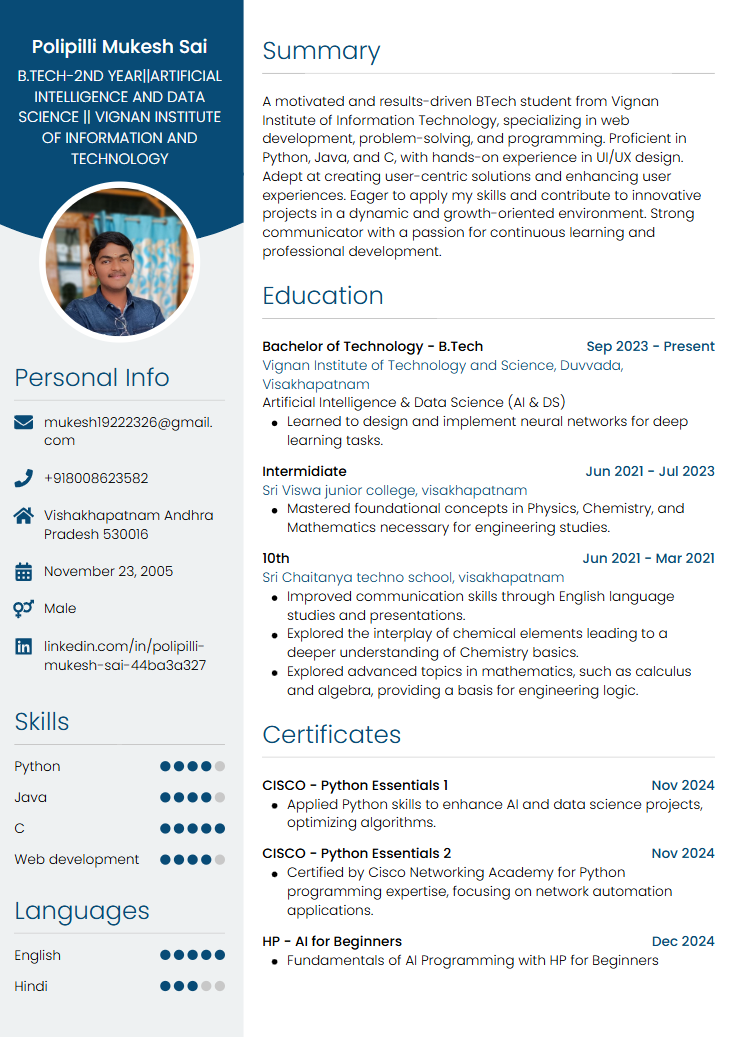 Polipilli Mukesh Sai
B.TECH-2ND YEAR||ARTIFICIAL
INTELLIGENCE AND DATA
SCIENCE || VIGNAN INSTITUTE
OF INFORMATION AND
TECHNOLOGY
Personal Info
mukesh19222326@gmail.
com
+918008623582
Vishakhapatnam Andhra
Pradesh 530016
November 23, 2005
Male
linkedin.com/in/polipilli-
mukesh-sai-44ba3a327
Skills
Python
Java
C
Web development
Languages
English
Hindi
Summary
A motivated and results-driven BTech student from Vignan
Institute of Information Technology, specializing in web
development, problem-solving, and programming. Proficient in
Python, Java, and C, with hands-on experience in UI/UX design.
Adept at creating user-centric solutions and enhancing user
experiences. Eager to apply my skills and contribute to innovative
projects in a dynamic and growth-oriented environment. Strong
communicator with a passion for continuous learning and
professional development.
Education
Bachelor of Technology - B.Tech Sep 2023 - Present
Vignan Institute of Technology and Science, Duvvada,
Visakhapatnam
Artificial Intelligence & Data Science (AI & DS)
• Learned to design and implement neural networks for deep
learning tasks.
Intermidiate Jun 2021 - Jul 2023
Sri Viswa junior college, visakhapatnam
• Mastered foundational concepts in Physics, Chemistry, and
Mathematics necessary for engineering studies.
10th Jun 2021 - Mar 2021
Sri Chaitanya techno school, visakhapatnam
• Improved communication skills through English language
studies and presentations.
• Explored the interplay of chemical elements leading to a
deeper understanding of Chemistry basics.
• Explored advanced topics in mathematics, such as calculus
and algebra, providing a basis for engineering logic.
Certificates
CISCO - Python Essentials 1 Nov 2024
• Applied Python skills to enhance AI and data science projects,
optimizing algorithms.
CISCO - Python Essentials 2 Nov 2024
• Certified by Cisco Networking Academy for Python
programming expertise, focusing on network automation
applications.
HP - AI for Beginners Dec 2024
• Fundamentals of AI Programming with HP for Beginners